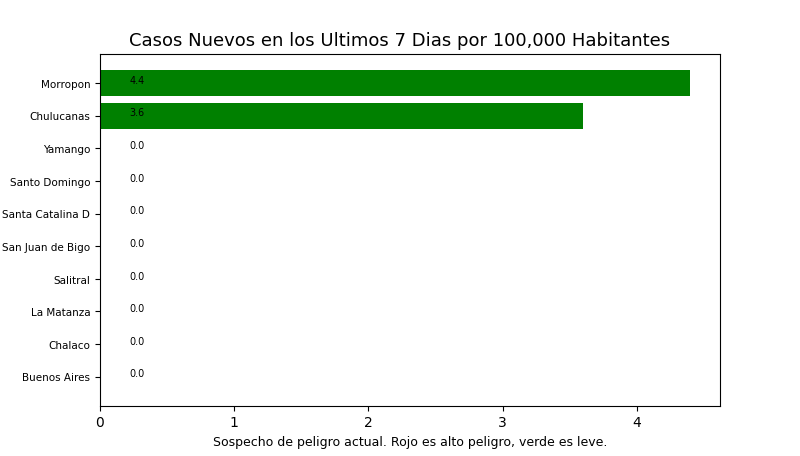 Casos Nuevos en los Ultimos 7 Dias por 100,000 Habitantes
Morropon 4.4
Chulucanas 3.6
Yamango 0.0
Santo Domingo 0.0
Santa Catalina D 0.0
San Juan de Bigo 0.0
Salitral 0.0
La Matanza 0.0
Chalaco 0.0
Buenos Aires 0.0
0 1 2 3 4
Sospecho de peligro actual. Rojo es alto peligro, verde es leve.